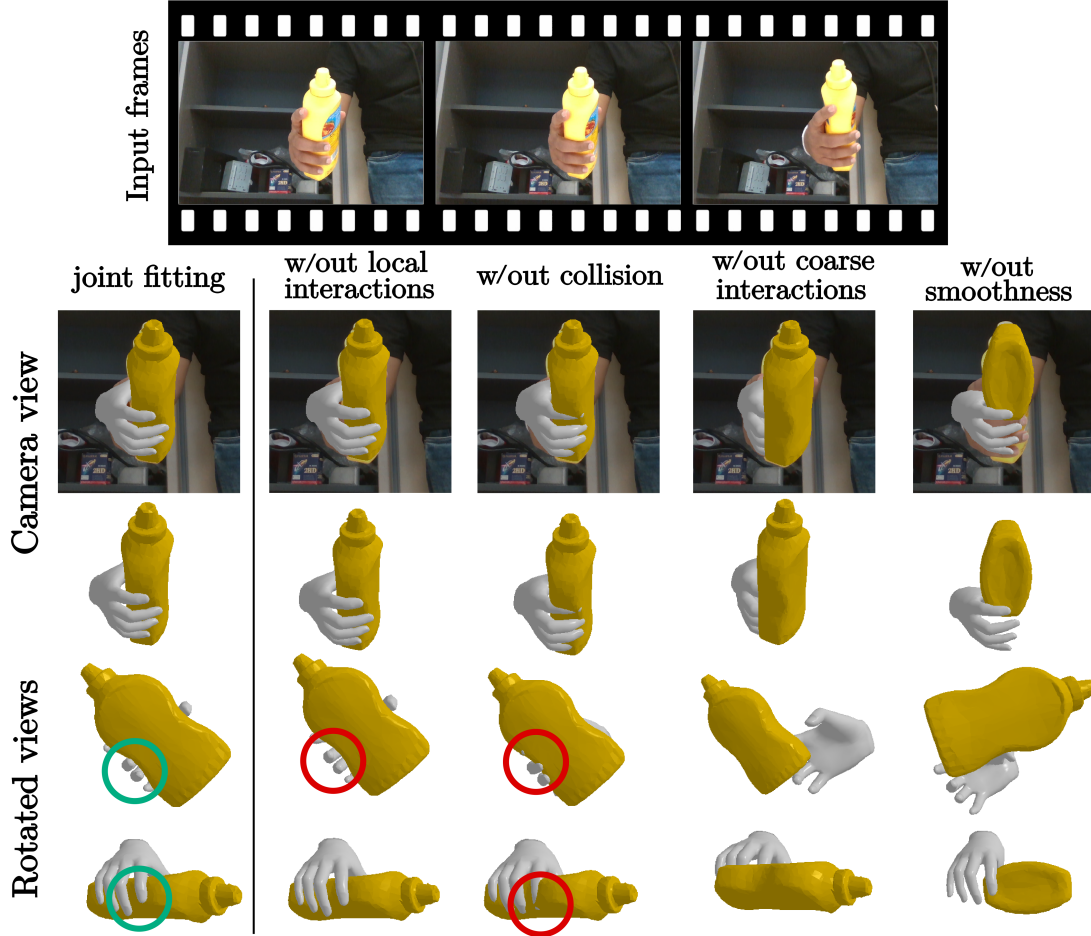 Input frames
joint fitting
w/out local
interactions
w/out collision
w/out coarse
interactions
w/out
smoothness
Camera view
Rotated views